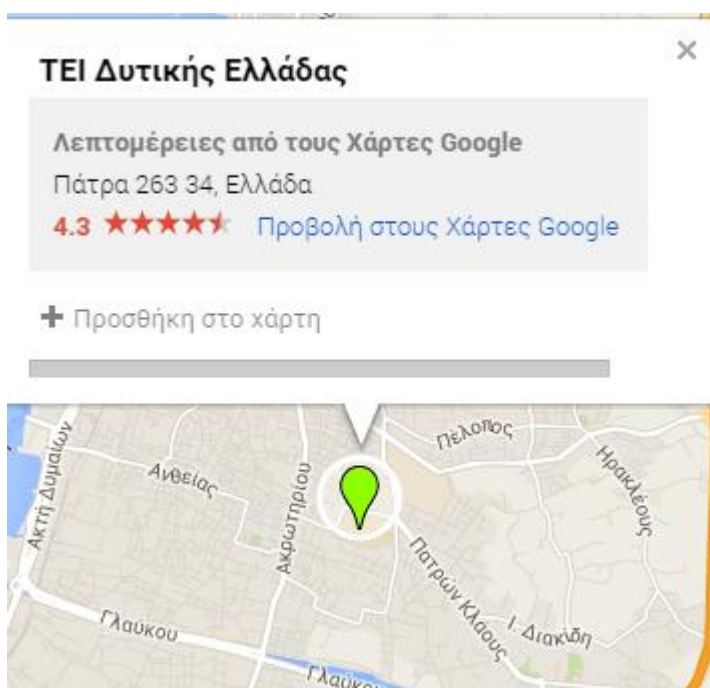 ΤΕΙ Δυτικής Ελλάδας
×
Λεπτομέρειες από τους Χάρτες Google
Πάτρα 263 34, Ελλάδα
4.3 ★★★★★ Προβολή στους Χάρτες Google
+ Προσθήκη στο χάρτη
Πέλοπος
Ηρακλέους
Ανθείας
Ακτή Δυμαίων
Ακρωτηρίου
Πατρών Κλάους
Ι. Διακίδη
Γλαύκου
Γλαύκου